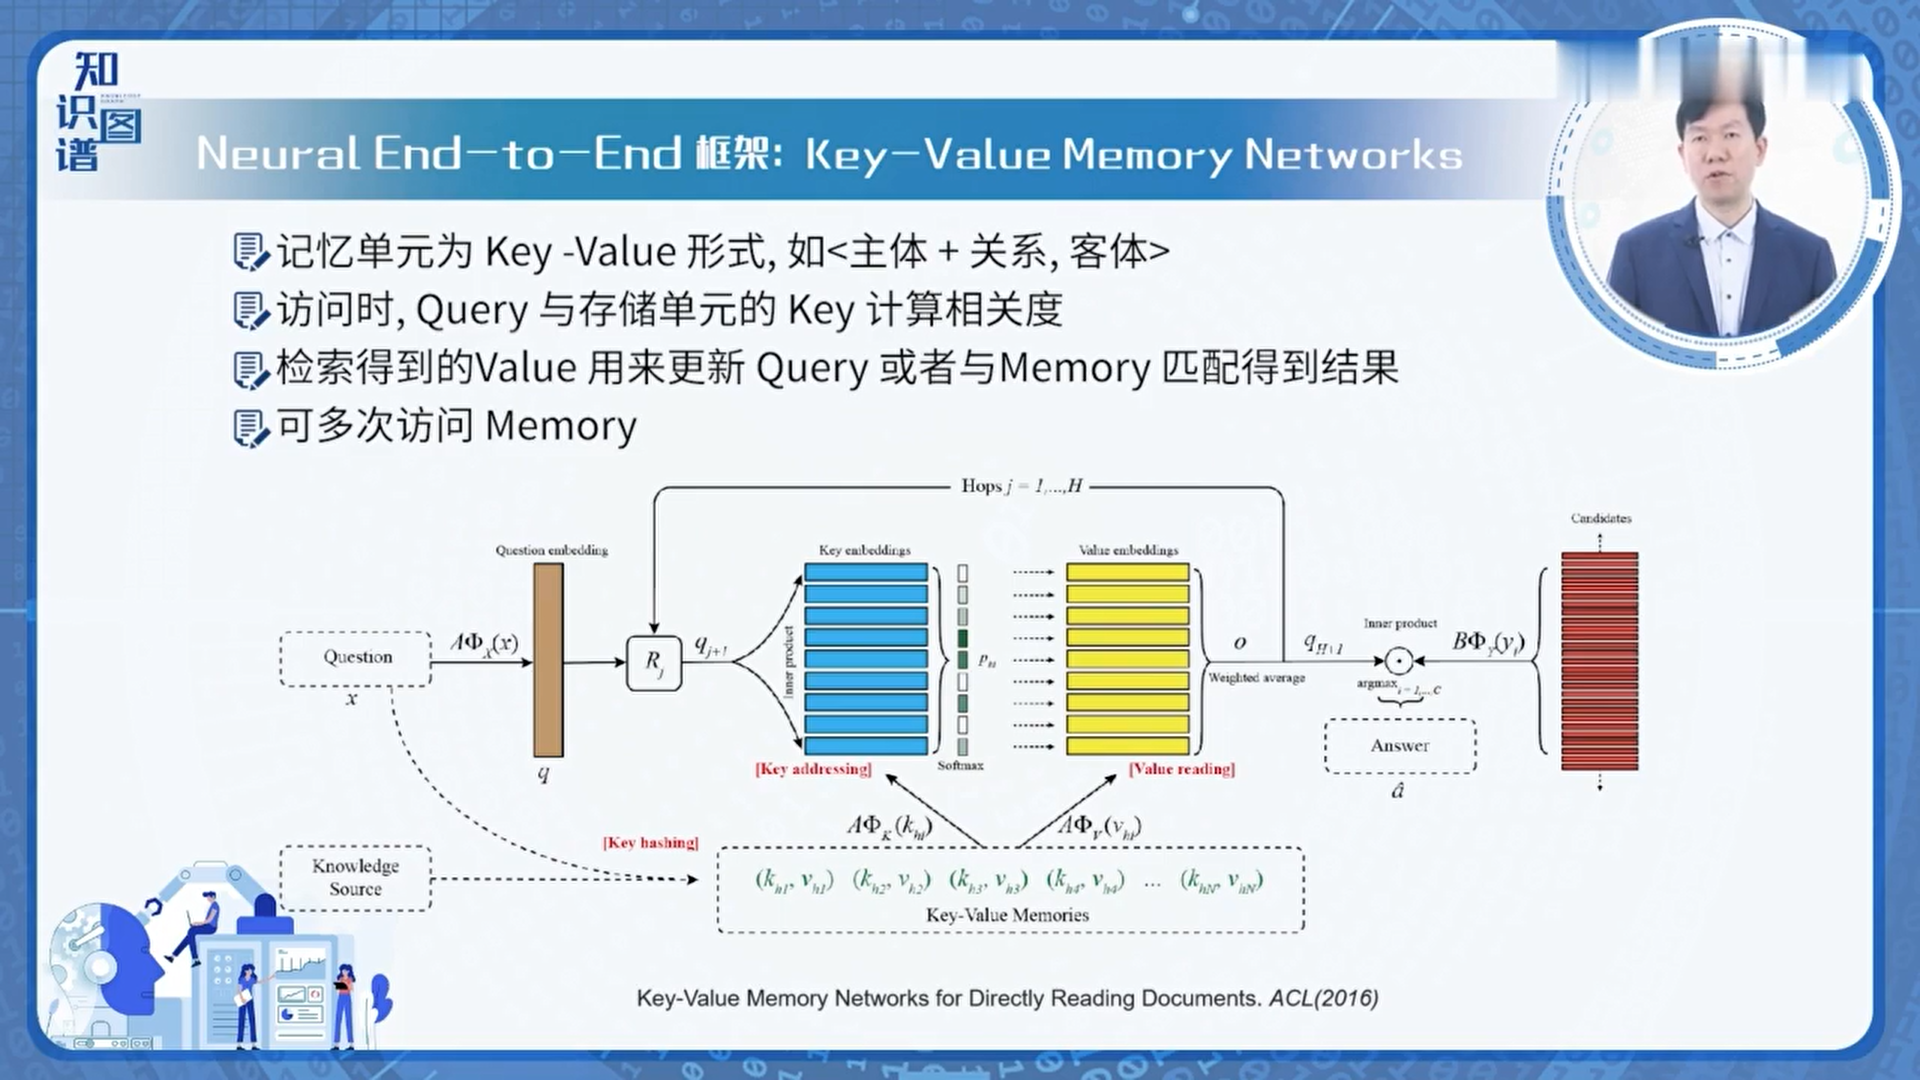 知识图谱
Neural End-to-End 框架: Key-Value Memory Networks
记忆单元为 Key -Value 形式, 如<主体 + 关系, 客体>
访问时, Query 与存储单元的 Key 计算相关度
检索得到的Value 用来更新 Query 或者与Memory 匹配得到结果
可多次访问 Memory
Hops j = 1,...,H
Candidates
Question embedding
Key embeddings
Value embeddings
Question
x
AΦ_X(x)
q
R_j
q_{j+1}
Inner product
p_{hi}
Softmax
o
Weighted average
q_{H+1}
Inner product
argmax_{i = 1,...,C}
BΦ_Y(y_i)
Answer
â
[Key addressing]
[Value reading]
AΦ_K(k_{hi})
AΦ_V(v_{hi})
[Key hashing]
Knowledge
Source
(k_{h1}, v_{h1}) (k_{h2}, v_{h2}) (k_{h3}, v_{h3}) (k_{h4}, v_{h4}) ... (k_{hN}, v_{hN})
Key-Value Memories
Key-Value Memory Networks for Directly Reading Documents. ACL(2016)